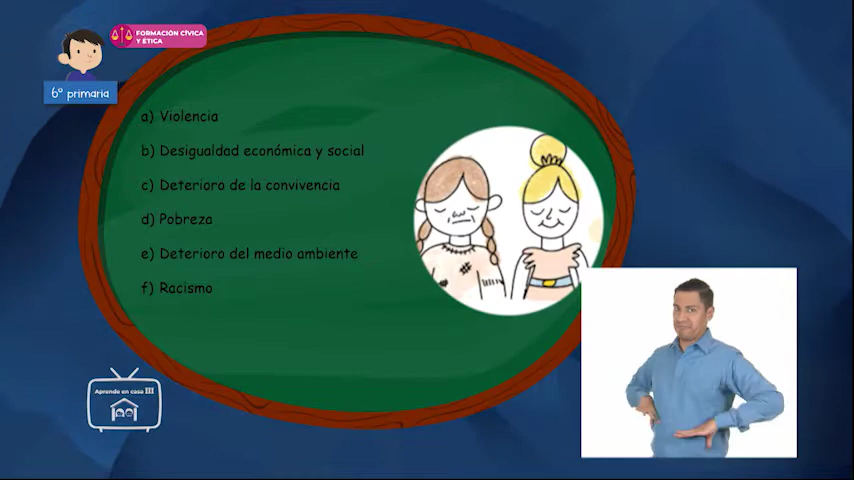 FORMACIÓN CÍVICA
Y ÉTICA
6° primaria
a) Violencia
b) Desigualdad económica y social
c) Deterioro de la convivencia
d) Pobreza
e) Deterioro del medio ambiente
f) Racismo
Aprende en casa III